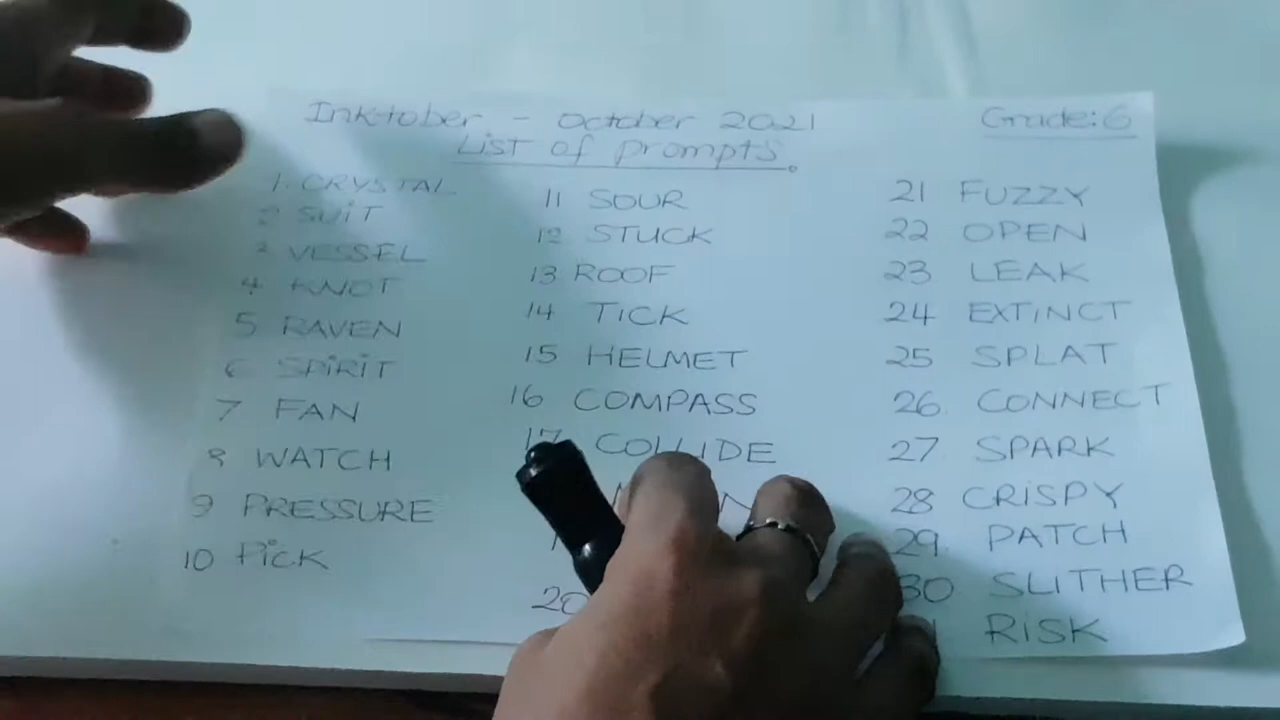 Inktober - October 2021
Grade: 6
List of prompts.
1. CRYSTAL
2 SUIT
3 VESSEL
4 KNOT
5 RAVEN
6 SPIRIT
7 FAN
8 WATCH
9 PRESSURE
10 PICK
11 SOUR
12 STUCK
13 ROOF
14 TICK
15 HELMET
16 COMPASS
17 COLLIDE
20
21 FUZZY
22 OPEN
23 LEAK
24 EXTINCT
25 SPLAT
26. CONNECT
27 SPARK
28 CRISPY
29. PATCH
30 SLITHER
RISK